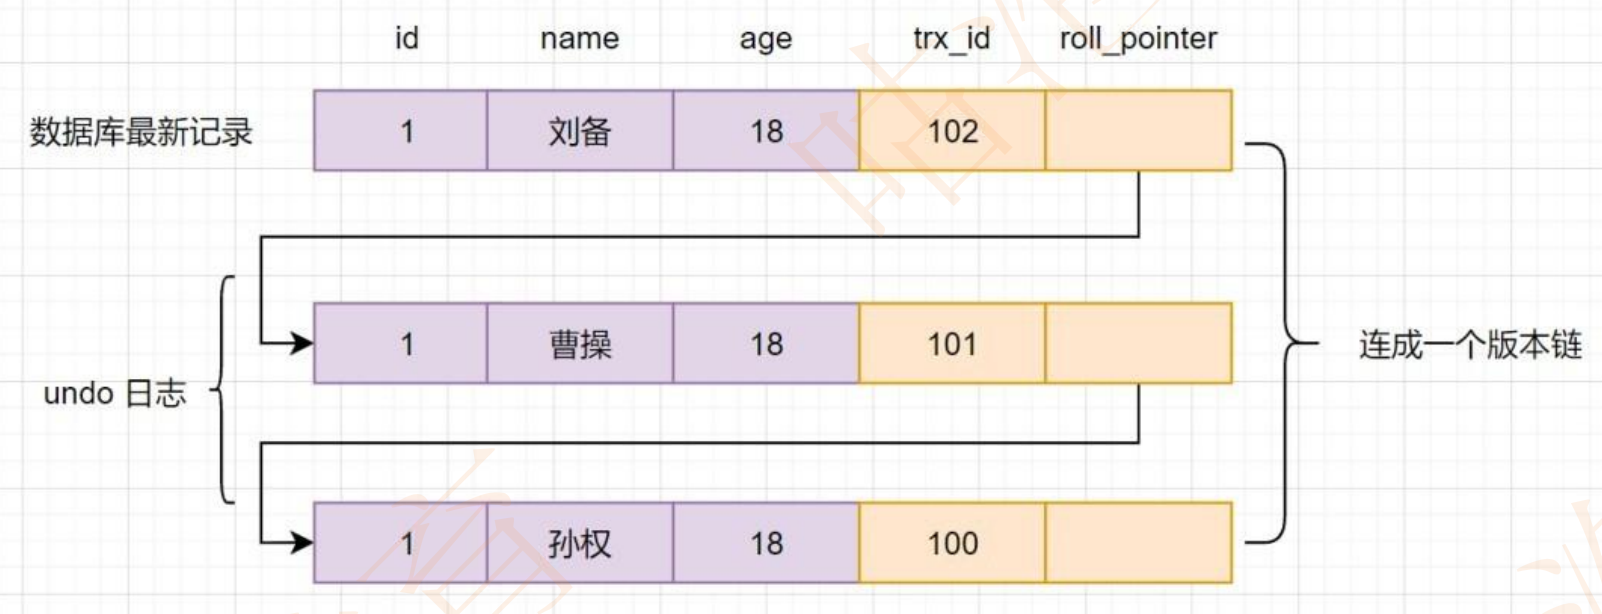 id name age trx_id roll_pointer
数据库最新记录 1 刘备 18 102
1 曹操 18 101 连成一个版本链
undo 日志
1 孙权 18 100